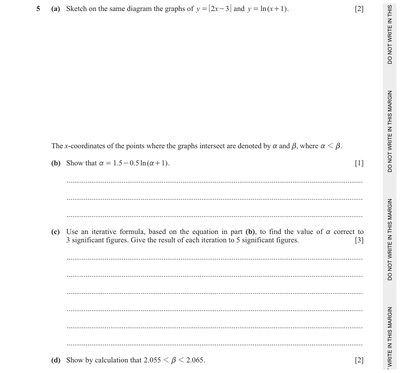 5 (a) Sketch on the same diagram the graphs of y = |2x − 3| and y = ln(x + 1). [2]
The x-coordinates of the points where the graphs intersect are denoted by α and β, where α < β.
(b) Show that α = 1.5 − 0.5 ln(α + 1). [1]
(c) Use an iterative formula, based on the equation in part (b), to find the value of α correct to
3 significant figures. Give the result of each iteration to 5 significant figures. [3]
(d) Show by calculation that 2.055 < β < 2.065. [2]
DO NOT WRITE IN THIS
DO NOT WRITE IN THIS MARGIN
DO NOT WRITE IN THIS MARGIN
WRITE IN THIS MARGIN